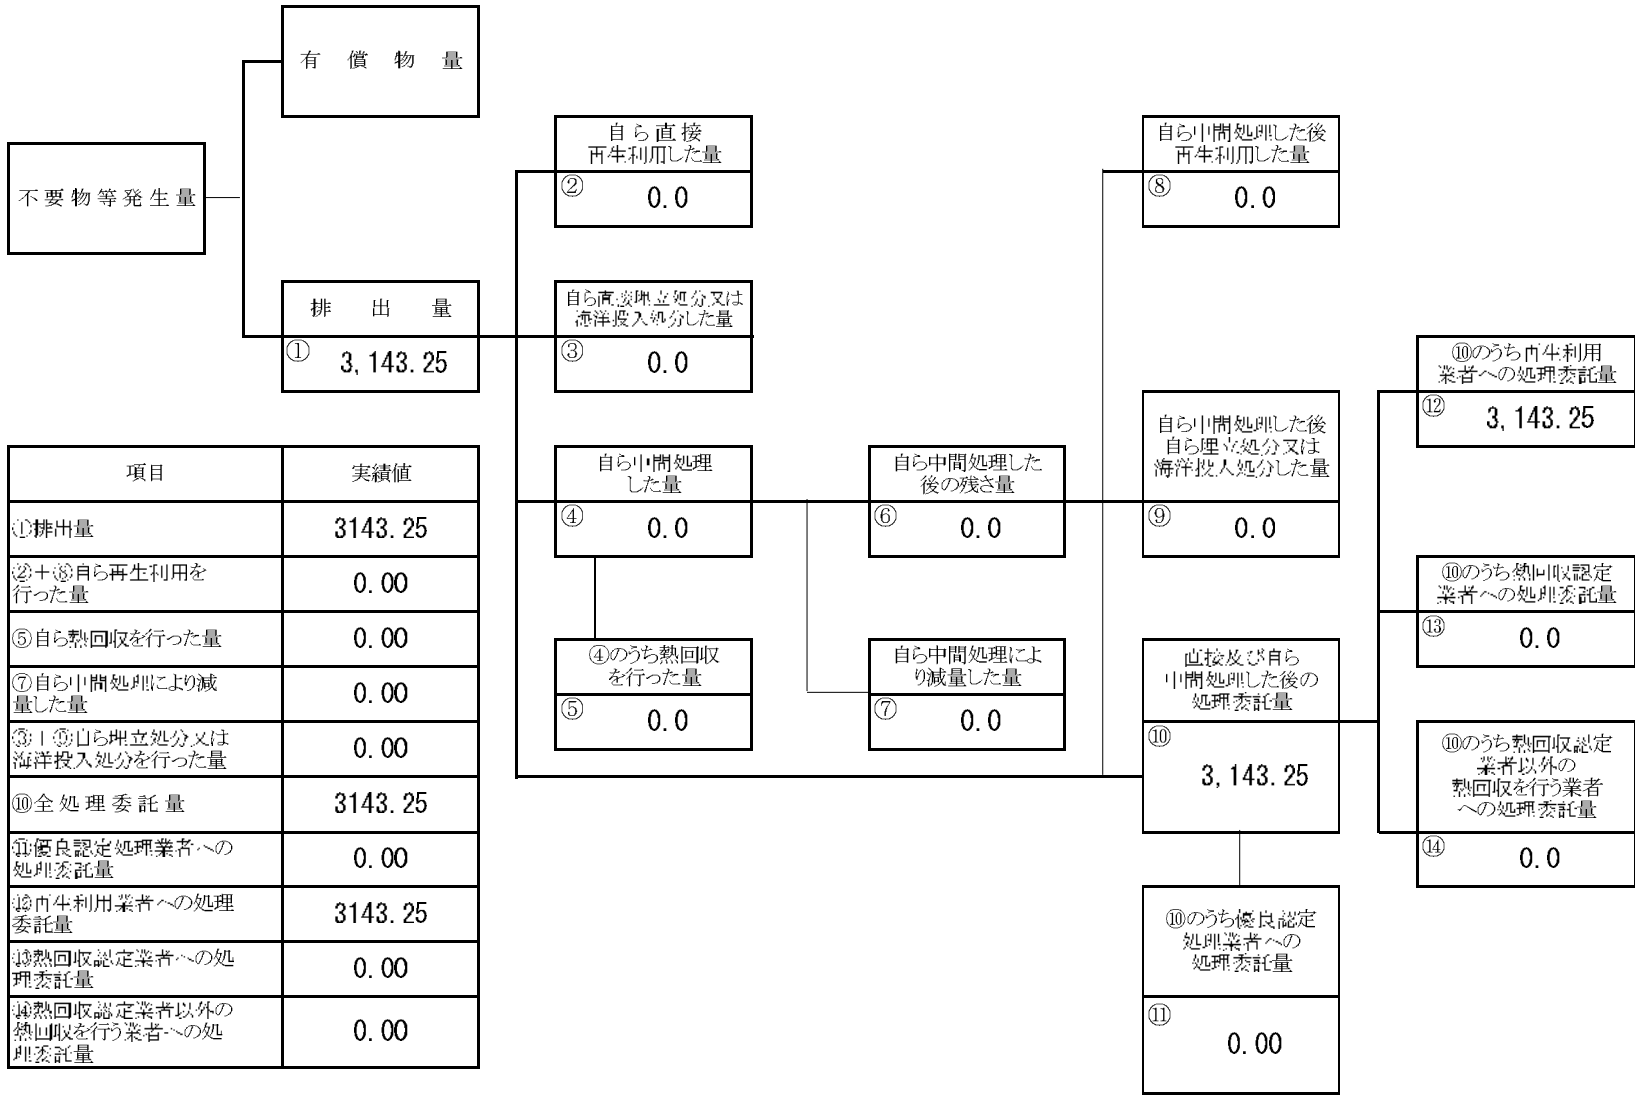 有償物量
不要物等発生量
排出量
① 3,143.25
自ら直接
再生利用した量
② 0.0
自ら直接埋立処分又は
海洋投入処分した量
③ 0.0
自ら中間処理
した量
④ 0.0
④のうち熱回収
を行った量
⑤ 0.0
自ら中間処理した
後の残さ量
⑥ 0.0
自ら中間処理によ
り減量した量
⑦ 0.0
自ら中間処理した後
再生利用した量
⑧ 0.0
自ら中間処理した後
自ら埋立処分又は
海洋投入処分した量
⑨ 0.0
直接及び自ら
中間処理した後の
処理委託量
⑩
3,143.25
⑩のうち優良認定
処理業者への
処理委託量
⑪
0.00
⑩のうち再生利用
業者への処理委託量
⑫ 3,143.25
⑩のうち熱回収認定
業者への処理委託量
⑬ 0.0
⑩のうち熱回収認定
業者以外の
熱回収を行う業者
への処理委託量
⑭ 0.0
項目 実績値
①排出量 3143.25
②＋⑧自ら再生利用を
行った量 0.00
⑤自ら熱回収を行った量 0.00
⑦自ら中間処理により減
量した量 0.00
③＋⑨自ら埋立処分又は
海洋投入処分を行った量 0.00
⑩全処理委託量 3143.25
⑪優良認定処理業者への
処理委託量 0.00
⑫再生利用業者への処理
委託量 3143.25
⑬熱回収認定業者への処
理委託量 0.00
⑭熱回収認定業者以外の
熱回収を行う業者への処
理委託量 0.00